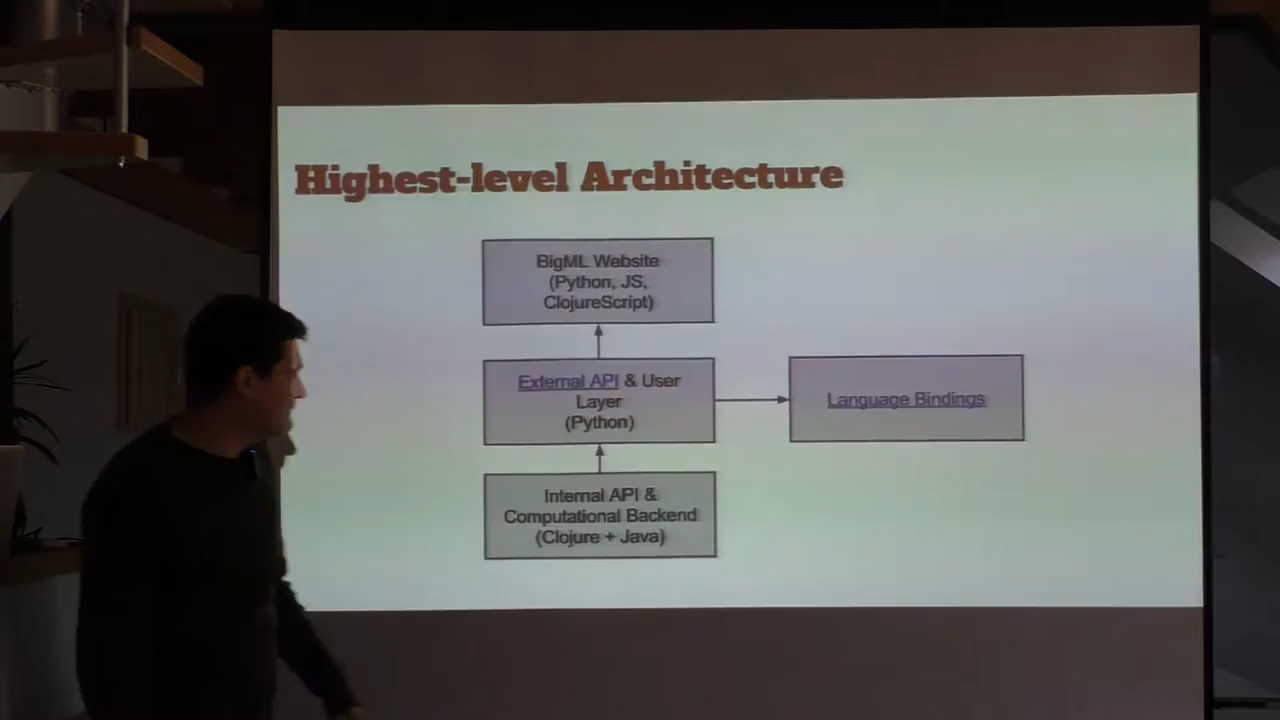 Highest-level Architecture
BigML Website
(Python, JS,
ClojureScript)
External API & User
Layer
(Python)
Language Bindings
Internal API &
Computational Backend
(Clojure + Java)